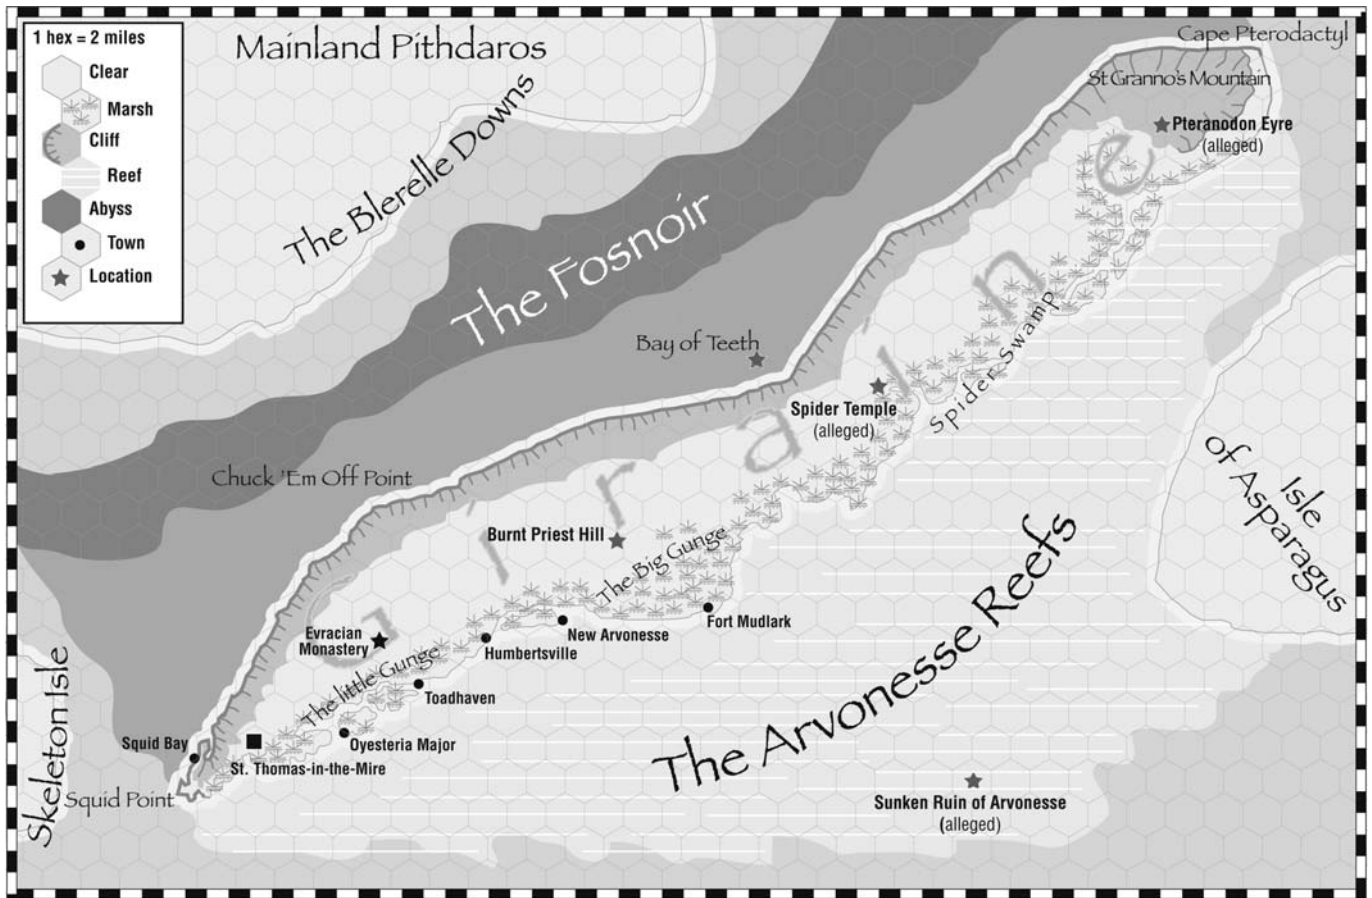 1 hex = 2 miles
Clear
Marsh
Cliff
Reef
Abyss
Town
Location
Mainland Pithdaros
The Blerelle Downs
The Fosnoir
Cape Pterodactyl
St Granno's Mountain
Pteranodon Eyre
(alleged)
Bay of Teeth
Giraine
Spider Temple
(alleged)
Spider Swamp
Chuck 'Em Off Point
Burnt Priest Hill
The Big Gunge
Isle
of Asparagus
Evracian
Monastery
The little Gunge
Humbertsville
New Arvonesse
Fort Mudlark
Toadhaven
Oyesteria Major
Squid Bay
St. Thomas-in-the-Mire
Squid Point
Skeleton Isle
The Arvonesse Reefs
Sunken Ruin of Arvonesse
(alleged)